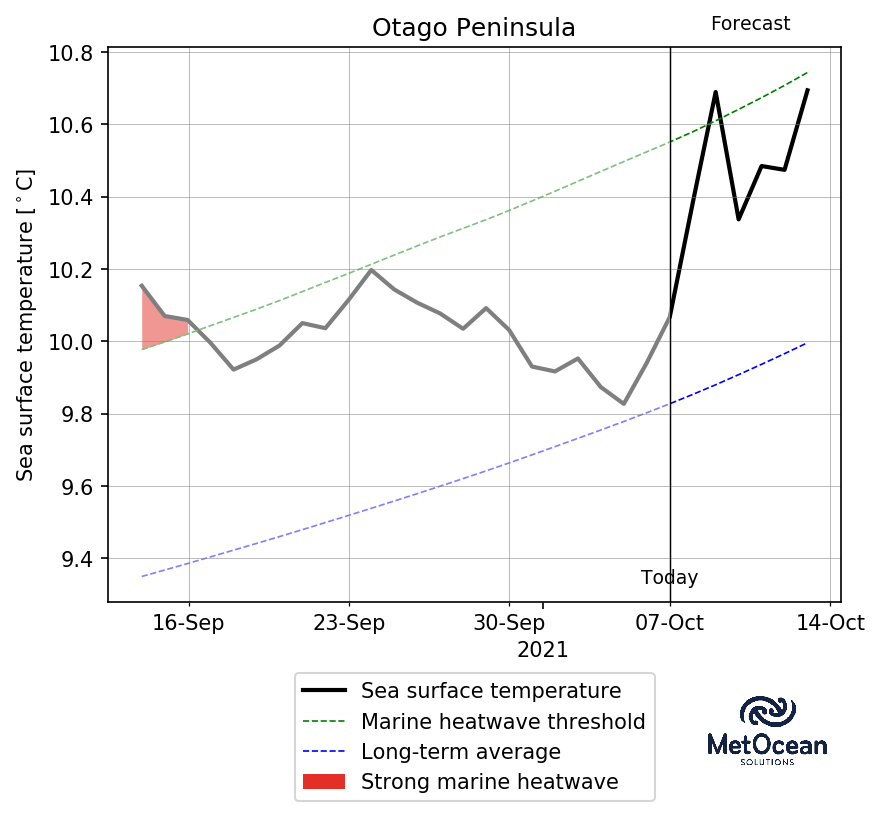 Otago Peninsula
Forecast
Sea surface temperature [°C]
10.8
10.6
10.4
10.2
10.0
9.8
9.6
9.4
Today
16-Sep 23-Sep 30-Sep 07-Oct 14-Oct
2021
Sea surface temperature
Marine heatwave threshold
Long-term average
Strong marine heatwave
MetOcean
SOLUTIONS